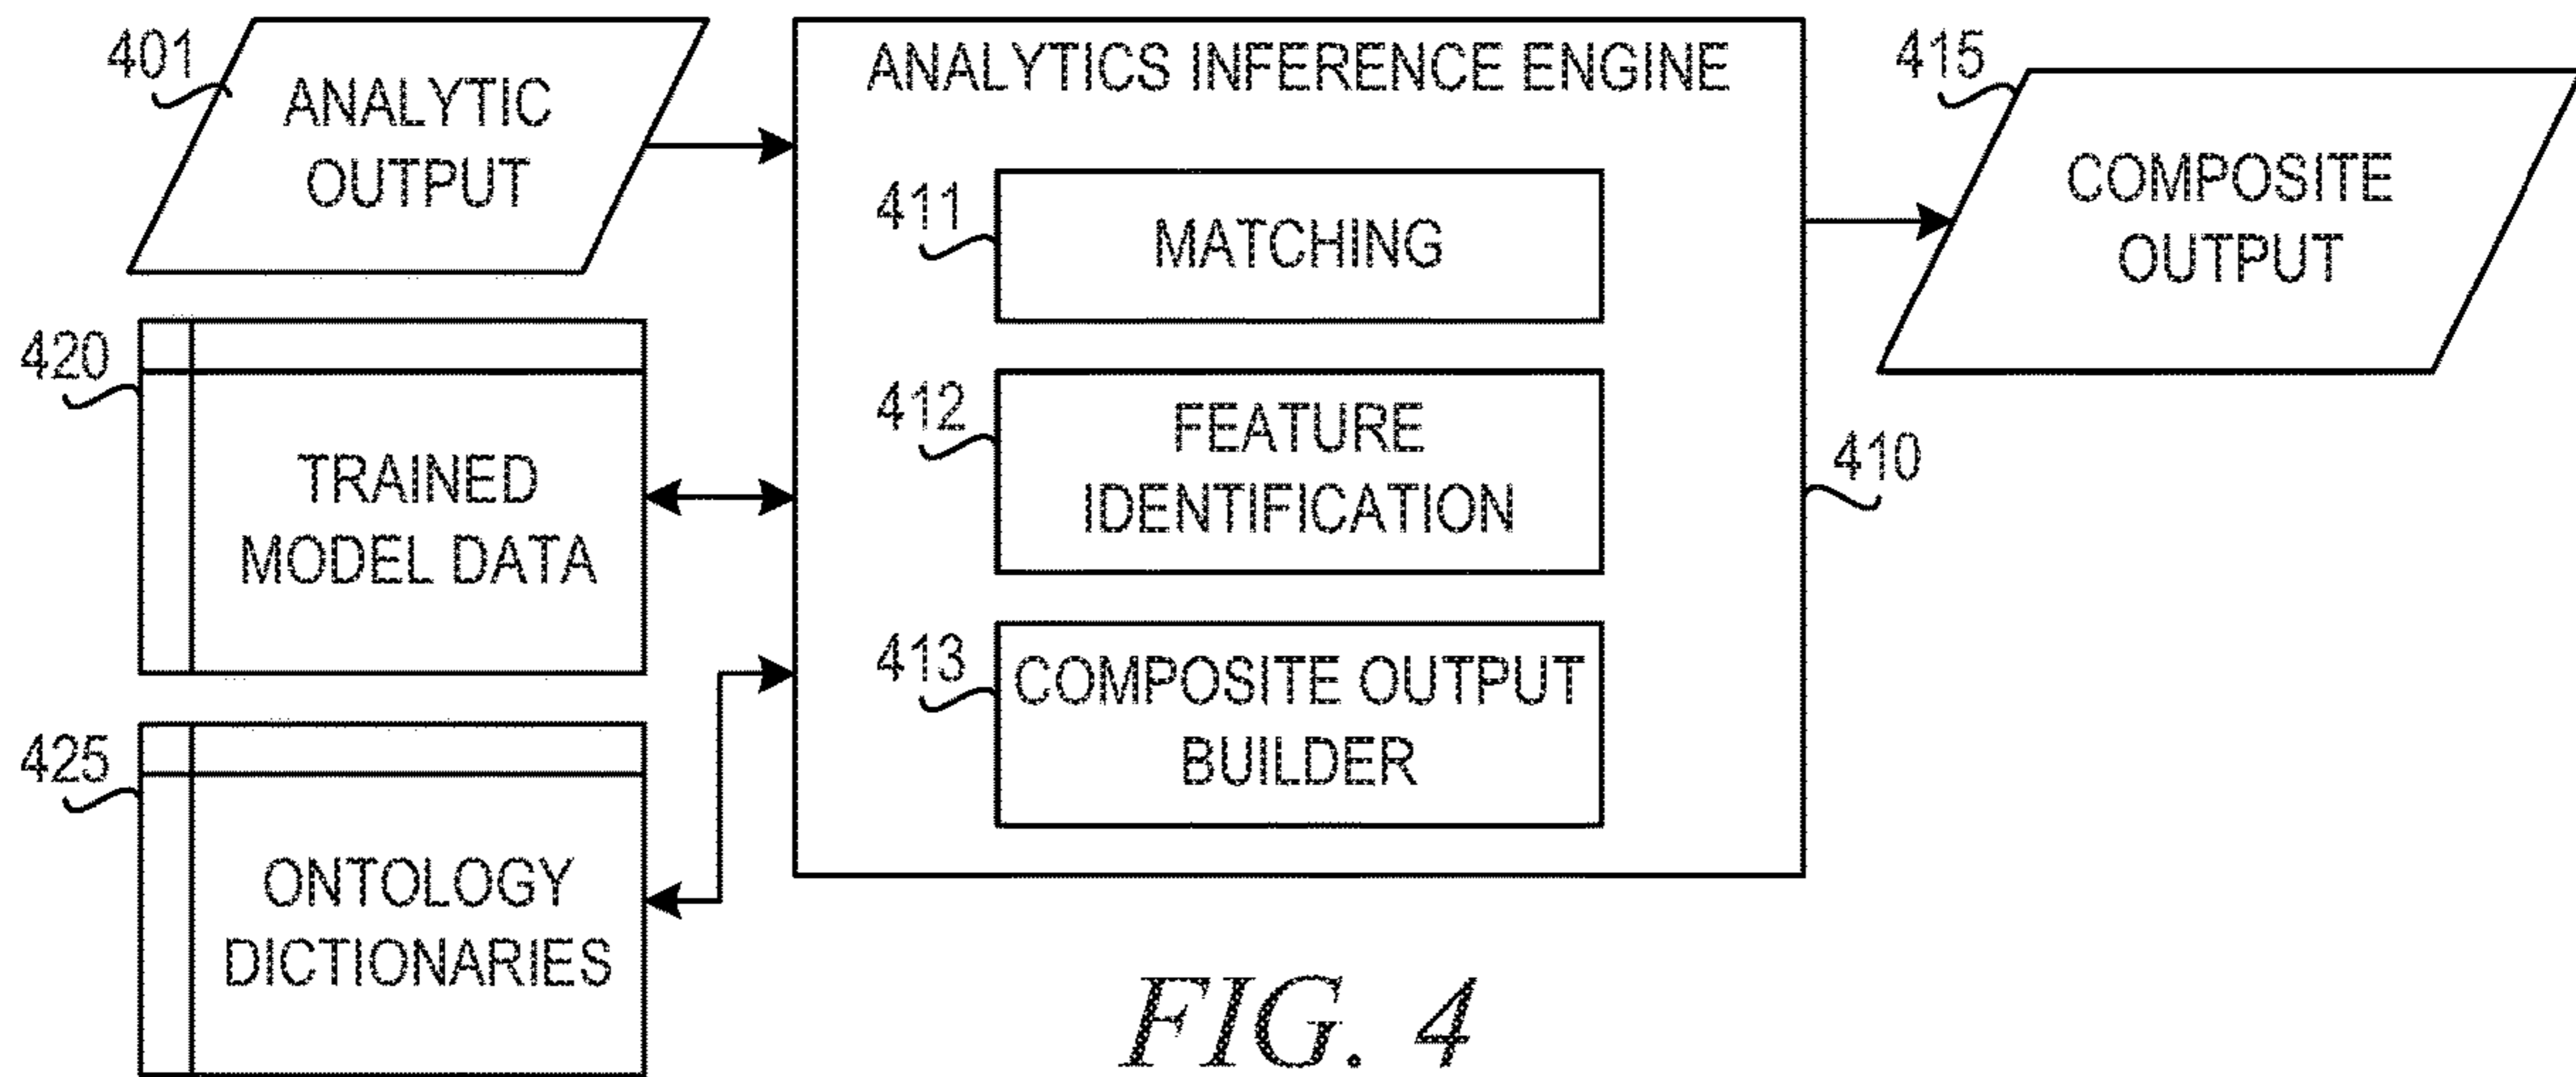 401
ANALYTIC
OUTPUT
420
TRAINED
MODEL DATA
425
ONTOLOGY
DICTIONARIES
ANALYTICS INFERENCE ENGINE
411
MATCHING
412
FEATURE
IDENTIFICATION
413
COMPOSITE OUTPUT
BUILDER
410
415
COMPOSITE
OUTPUT
FIG. 4